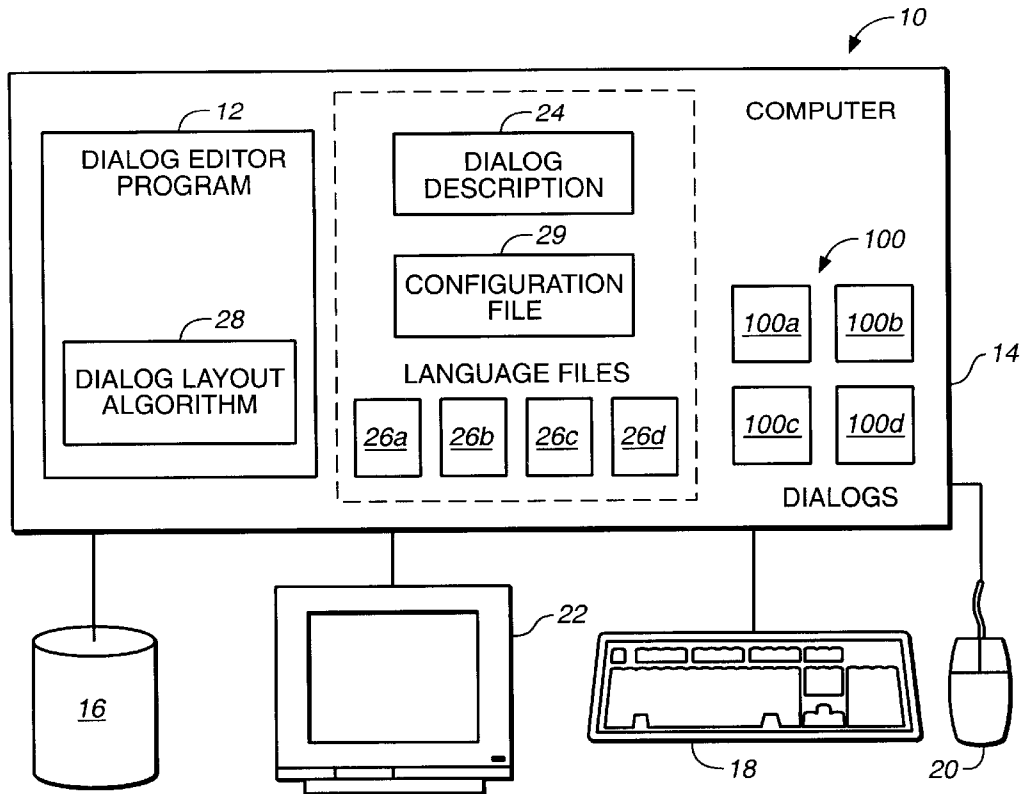 10
COMPUTER
12
DIALOG EDITOR
PROGRAM
28
DIALOG LAYOUT
ALGORITHM
24
DIALOG
DESCRIPTION
29
CONFIGURATION
FILE
LANGUAGE FILES
26a 26b 26c 26d
100
100a 100b
100c 100d
DIALOGS
14
16
22
18
20